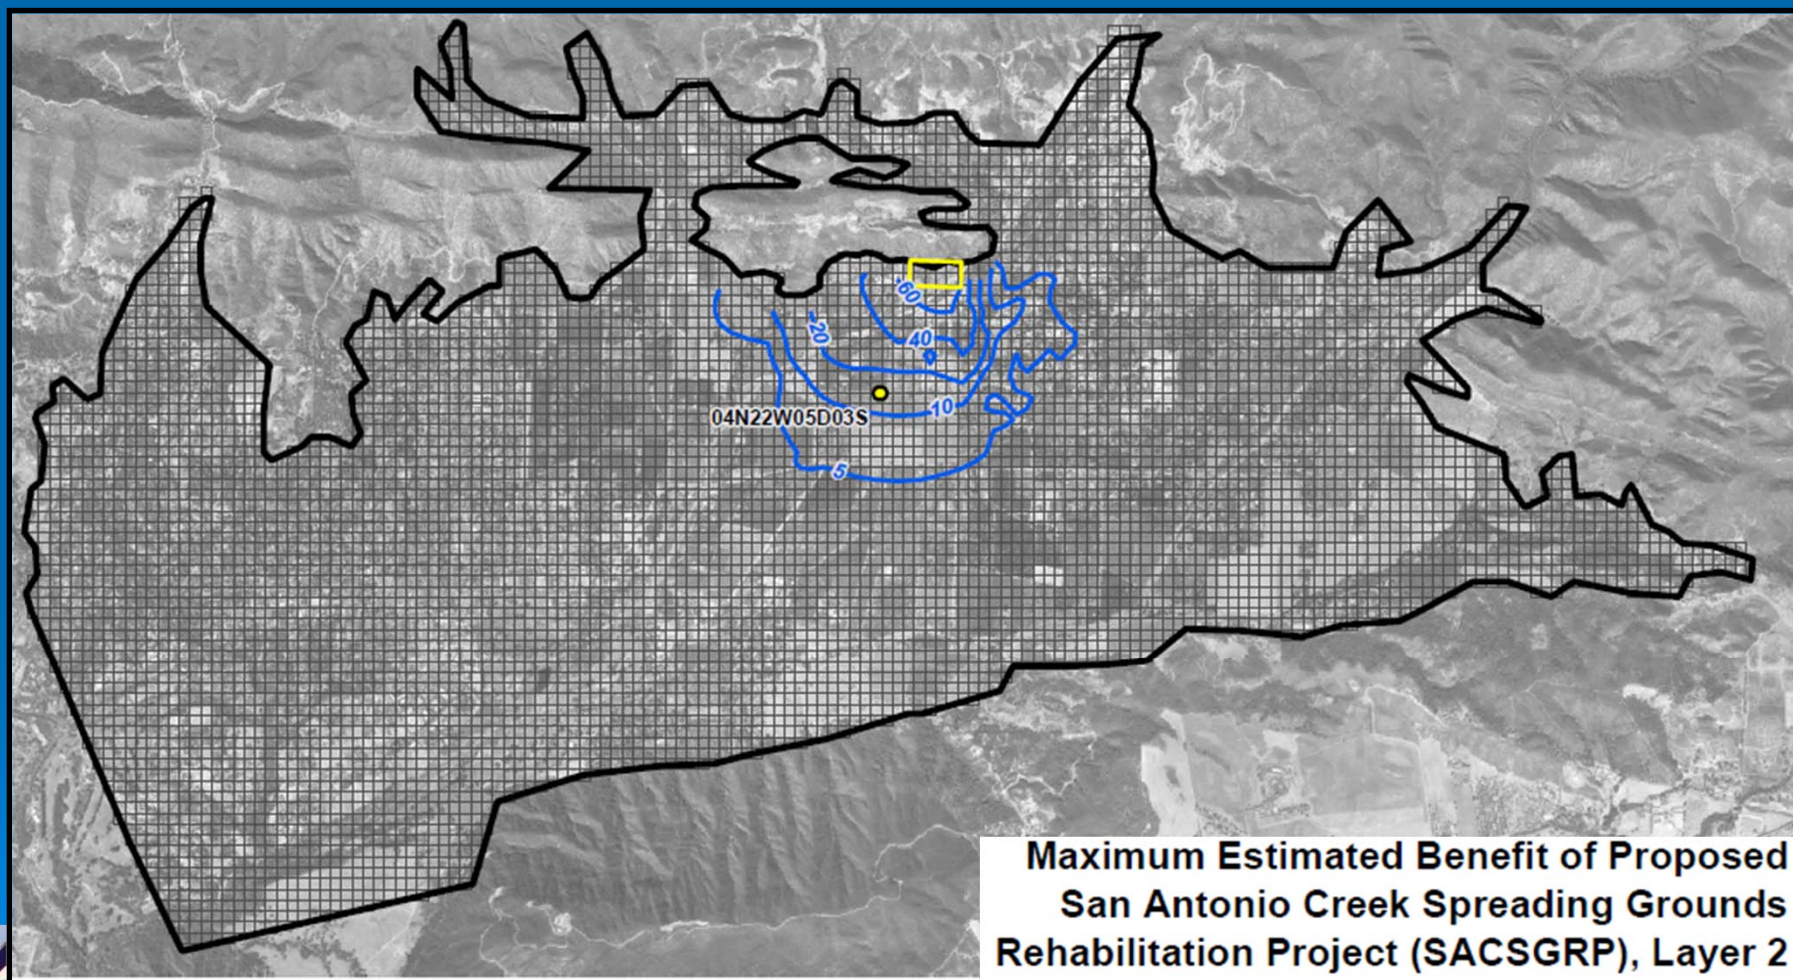 60
20
40
10
04N22W05D03S
5
Maximum Estimated Benefit of Proposed
San Antonio Creek Spreading Grounds
Rehabilitation Project (SACSGRP), Layer 2